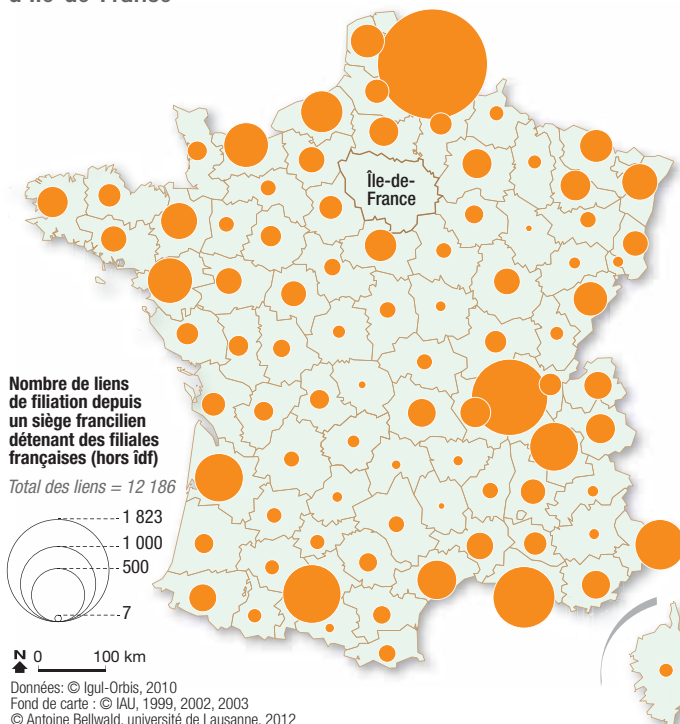 Île-de-
France
Nombre de liens
de filiation depuis
un siège francilien
détenant des filiales
françaises (hors îdf)
Total des liens = 12 186
1 823
1 000
500
7
N 0 100 km
Données: © Igul-Orbis, 2010
Fond de carte : © IAU, 1999, 2002, 2003
© Antoine Bellwald, université de Lausanne, 2012